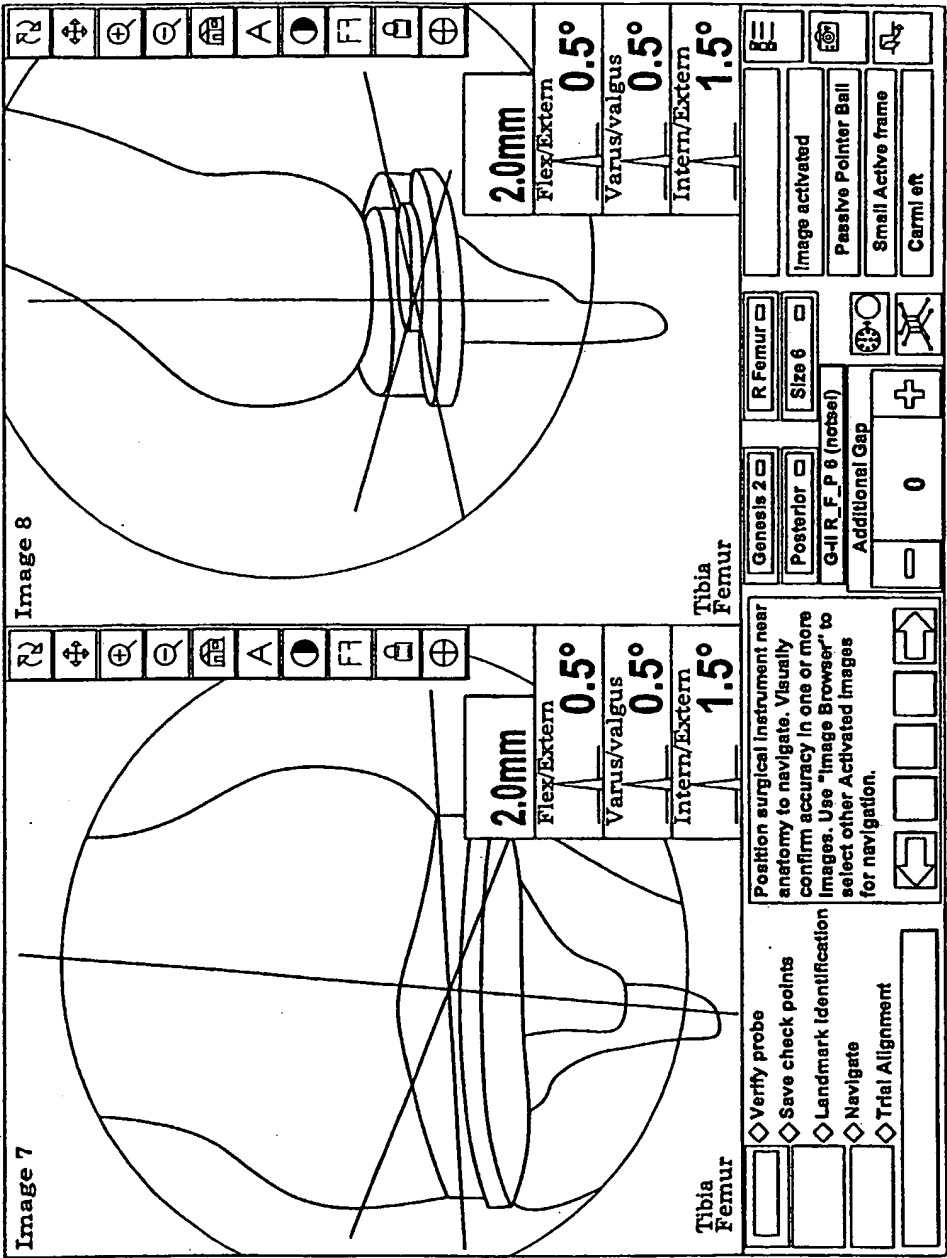 Image 7
A
Tibia
Femur
2.0mm
Flex/Extern
0.5°
Varus/valgus
0.5°
Intern/Extern
1.5°
Image 8
A
Tibia
Femur
2.0mm
Flex/Extern
0.5°
Varus/valgus
0.5°
Intern/Extern
1.5°
Verify probe
Save check points
Landmark Identification
Navigate
Trial Alignment
Position surgical instrument near
anatomy to navigate. Visually
confirm accuracy in one or more
Images. Use "Image Browser" to
select other Activated Images
for navigation.
Genesis 2
R Femur
Posterior
Size 6
G-II R_F_P 6 (notsel)
Additional Gap
0
Image activated
Passive Pointer Ball
Small Active frame
Carml eft